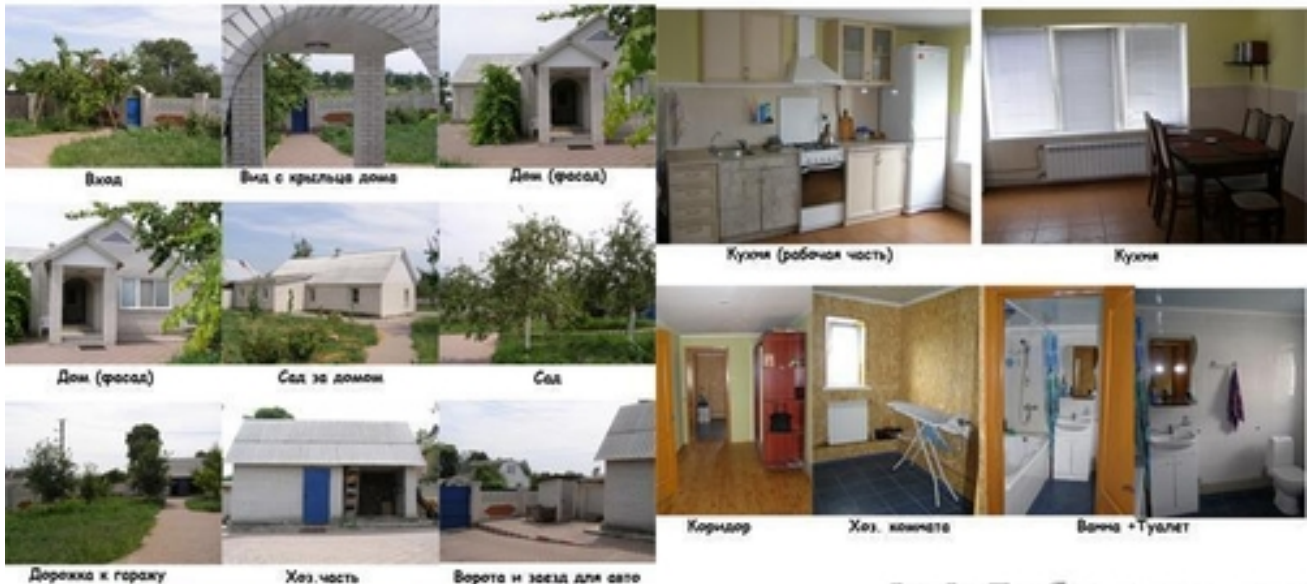 Вход
Вид с крыльца дома
Дом (фасад)
Дом (фасад)
Сад за домом
Сад
Дорожка к гаражу
Хоз.часть
Ворота и заезд для авто
Кухня (рабочая часть)
Кухня
Коридор
Хоз. комната
Ванна +Туалет